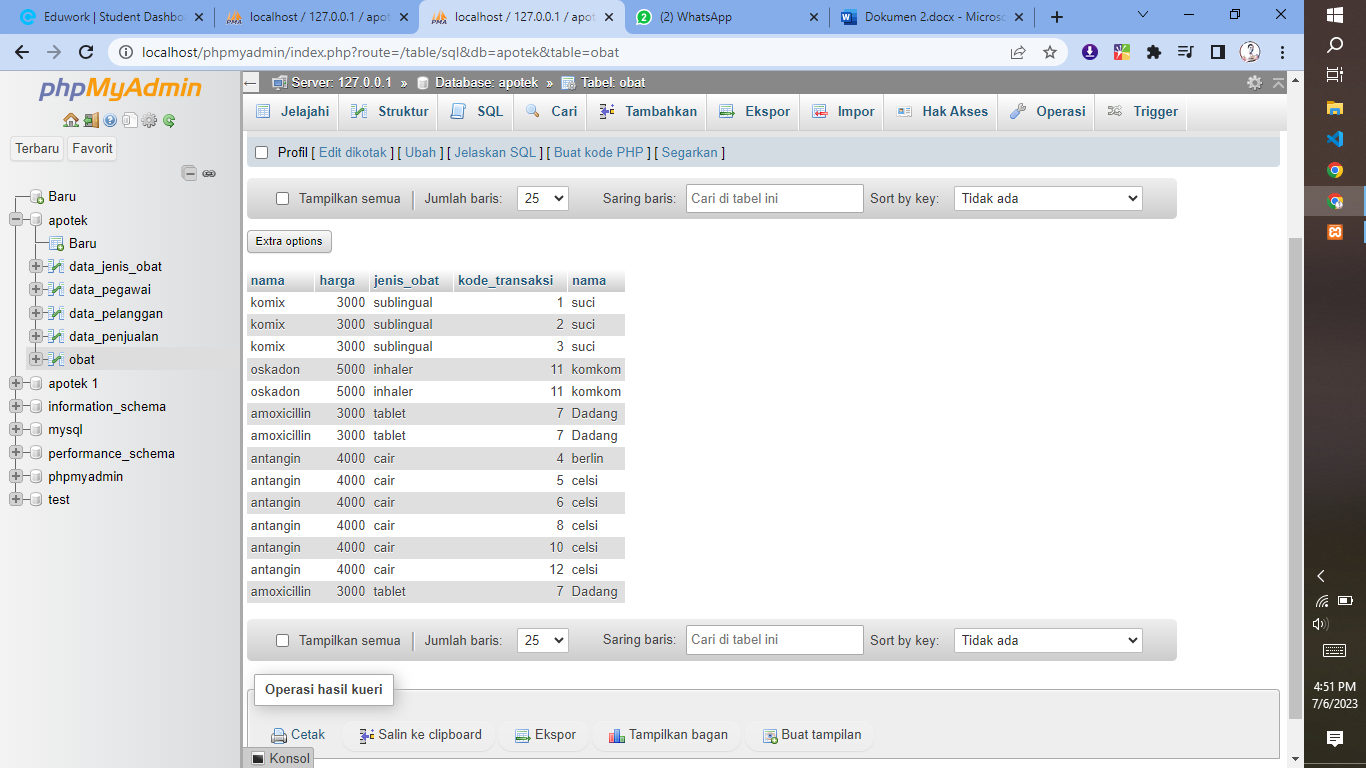 Eduwork | Student Dashbo
localhost / 127.0.0.1 / apot
localhost / 127.0.0.1 / apot
(2) WhatsApp
Dokumen 2.docx - Microso
localhost/phpmyadmin/index.php?route=/table/sql&db=apotek&table=obat
phpMyAdmin
Terbaru Favorit
Baru
apotek
Baru
data_jenis_obat
data_pegawai
data_pelanggan
data_penjualan
obat
apotek 1
information_schema
mysql
performance_schema
phpmyadmin
test
Server: 127.0.0.1 » Database: apotek » Tabel: obat
Jelajahi Struktur SQL Cari Tambahkan Ekspor Impor Hak Akses Operasi Trigger
Profil [ Edit dikotak ] [ Ubah ] [ Jelaskan SQL ] [ Buat kode PHP ] [ Segarkan ]
Tampilkan semua Jumlah baris: 25 Saring baris: Cari di tabel ini Sort by key: Tidak ada
Extra options
nama harga jenis_obat kode_transaksi nama
komix 3000 sublingual 1 suci
komix 3000 sublingual 2 suci
komix 3000 sublingual 3 suci
oskadon 5000 inhaler 11 komkom
oskadon 5000 inhaler 11 komkom
amoxicillin 3000 tablet 7 Dadang
amoxicillin 3000 tablet 7 Dadang
antangin 4000 cair 4 berlin
antangin 4000 cair 5 celsi
antangin 4000 cair 6 celsi
antangin 4000 cair 8 celsi
antangin 4000 cair 10 celsi
antangin 4000 cair 12 celsi
amoxicillin 3000 tablet 7 Dadang
Tampilkan semua Jumlah baris: 25 Saring baris: Cari di tabel ini Sort by key: Tidak ada
Operasi hasil kueri
Cetak Salin ke clipboard Ekspor Tampilkan bagan Buat tampilan
Konsol
4:51 PM
7/6/2023